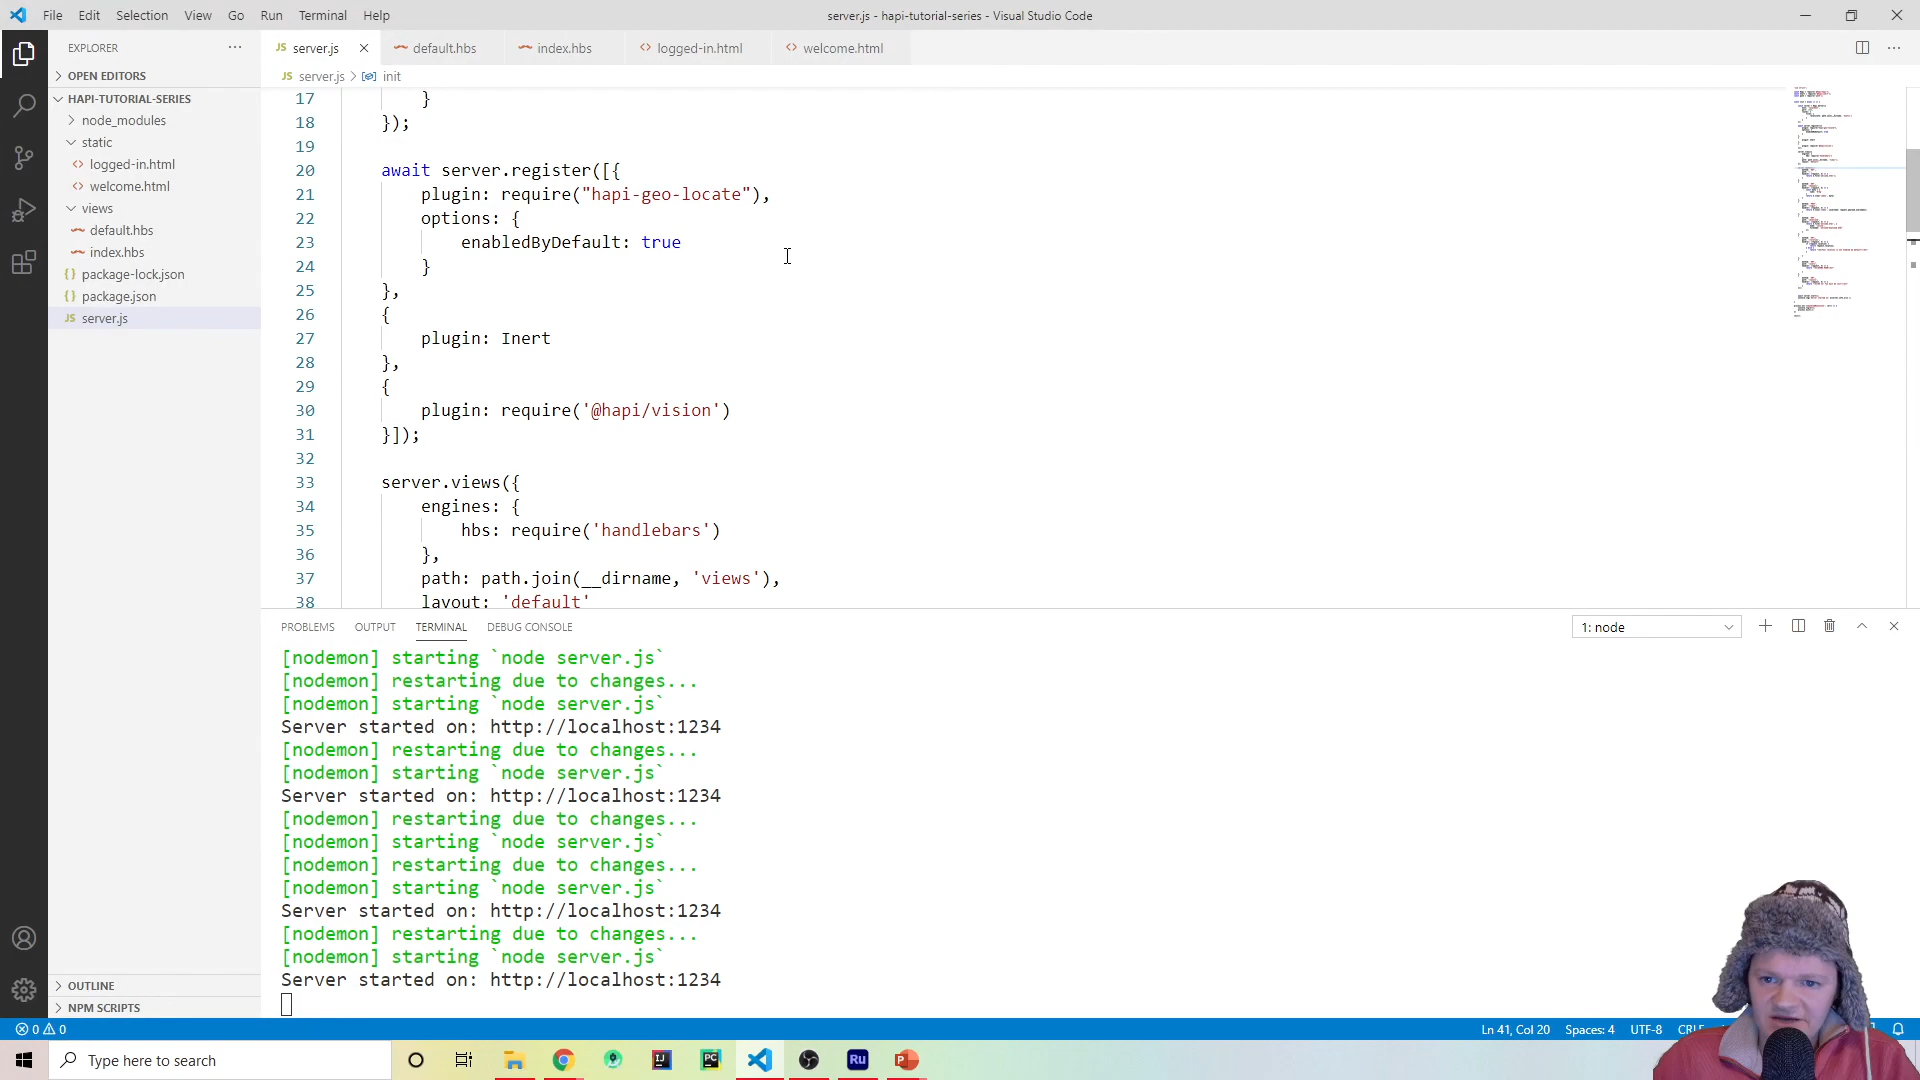 File Edit Selection View Go Run Terminal Help
server.js - hapi-tutorial-series - Visual Studio Code
EXPLORER
JS server.js
default.hbs
index.hbs
logged-in.html
welcome.html
OPEN EDITORS
HAPI-TUTORIAL-SERIES
node_modules
static
logged-in.html
welcome.html
views
default.hbs
index.hbs
package-lock.json
package.json
JS server.js
OUTLINE
NPM SCRIPTS
JS server.js > init
17 }
18 });
19
20 await server.register([{
21 plugin: require("hapi-geo-locate"),
22 options: {
23 enabledByDefault: true
24 }
25 },
26 {
27 plugin: Inert
28 },
29 {
30 plugin: require('@hapi/vision')
31 }]);
32
33 server.views({
34 engines: {
35 hbs: require('handlebars')
36 },
37 path: path.join(__dirname, 'views'),
38 layout: 'default'
PROBLEMS OUTPUT TERMINAL DEBUG CONSOLE
1: node
[nodemon] starting `node server.js`
[nodemon] restarting due to changes...
[nodemon] starting `node server.js`
Server started on: http://localhost:1234
[nodemon] restarting due to changes...
[nodemon] starting `node server.js`
Server started on: http://localhost:1234
[nodemon] restarting due to changes...
[nodemon] starting `node server.js`
[nodemon] restarting due to changes...
[nodemon] starting `node server.js`
Server started on: http://localhost:1234
[nodemon] restarting due to changes...
[nodemon] starting `node server.js`
Server started on: http://localhost:1234
0 0
Ln 41, Col 20 Spaces: 4 UTF-8 CRLF
Type here to search
IJ
PC
Ru
P